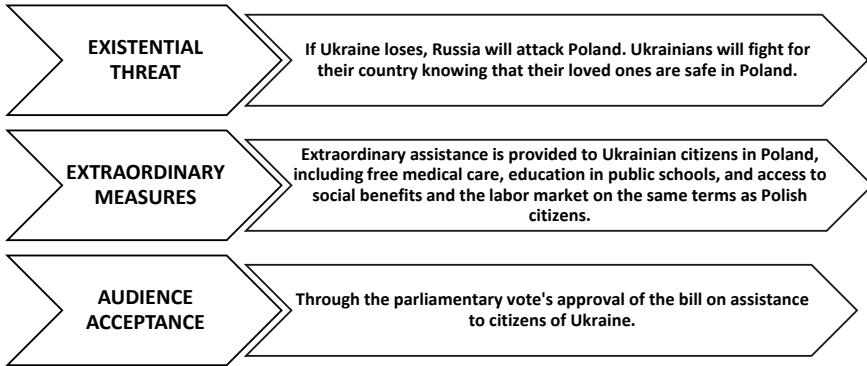 EXISTENTIAL
THREAT
If Ukraine loses, Russia will attack Poland. Ukrainians will fight for
their country knowing that their loved ones are safe in Poland.
EXTRAORDINARY
MEASURES
Extraordinary assistance is provided to Ukrainian citizens in Poland,
including free medical care, education in public schools, and access to
social benefits and the labor market on the same terms as Polish
citizens.
AUDIENCE
ACCEPTANCE
Through the parliamentary vote's approval of the bill on assistance
to citizens of Ukraine.